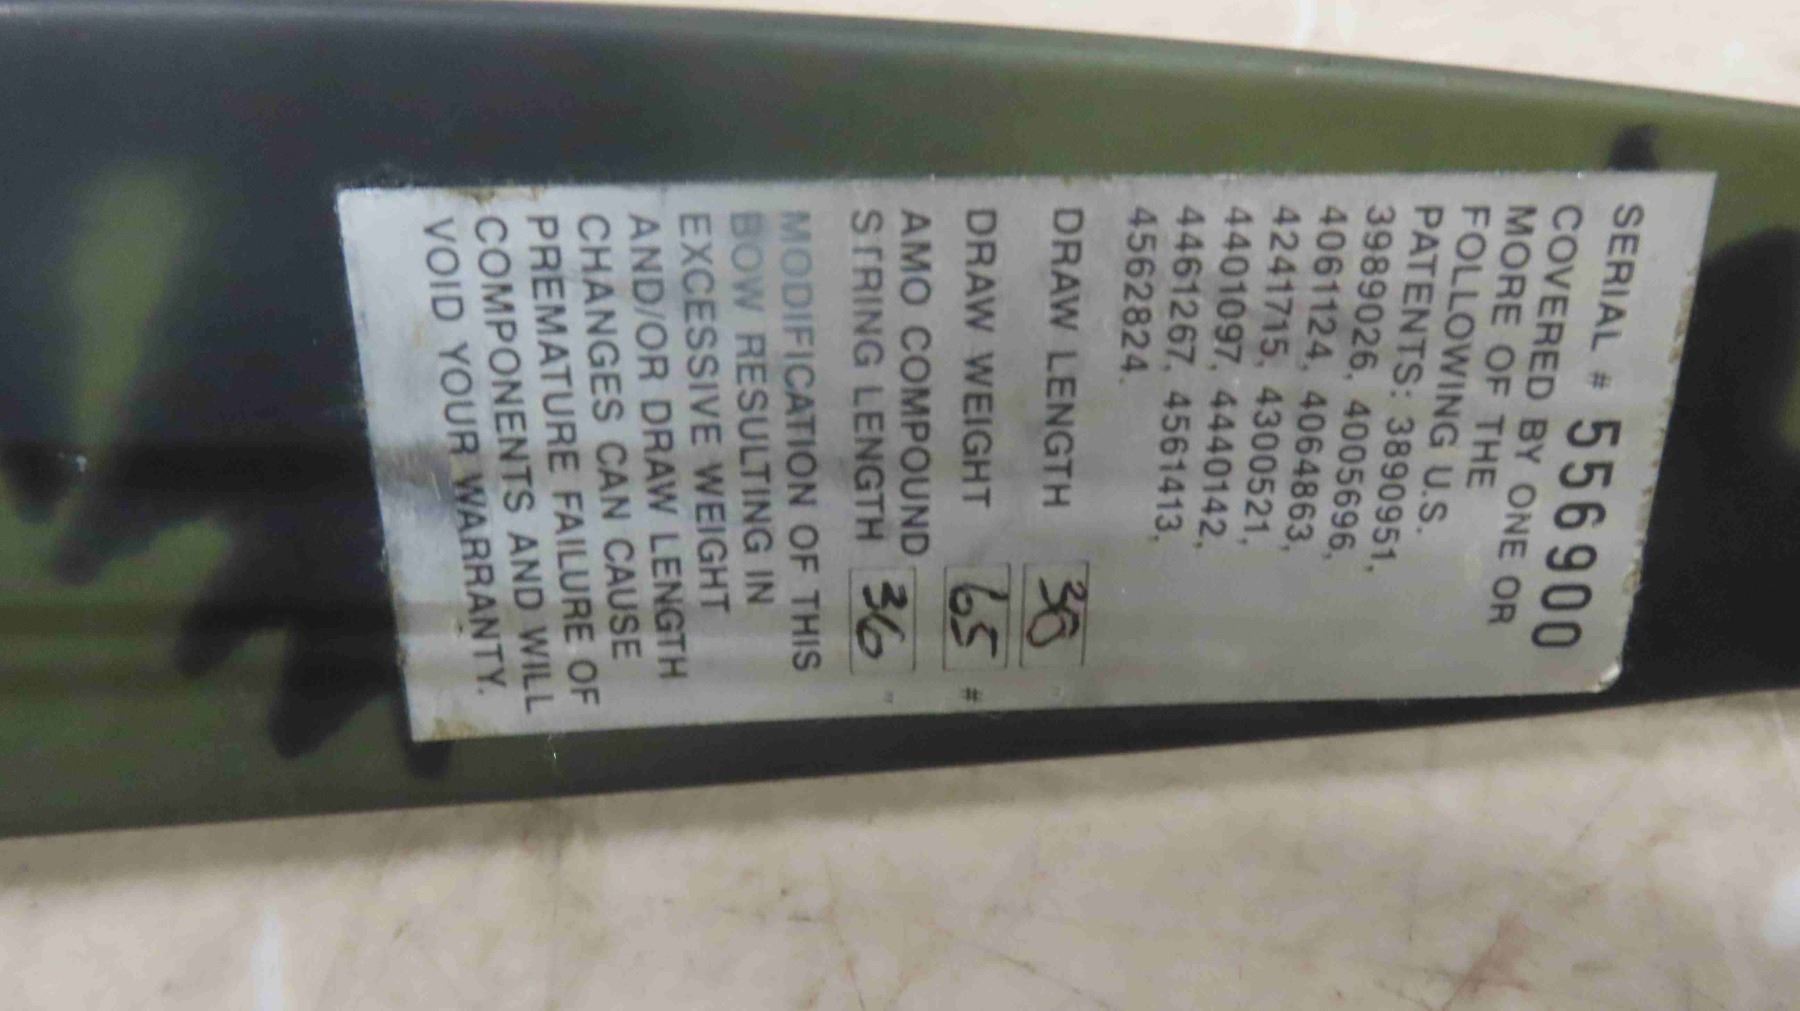 SERIAL # 556900
COVERED BY ONE OR
MORE OF THE
FOLLOWING U.S.
PATENTS: 3890951,
3989026, 4005696,
4061124, 4064863,
4241715, 4300521,
4401097, 4440142,
4461267, 4561413,
4562824.
DRAW LENGTH
DRAW WEIGHT 65 #
AMO COMPOUND
STRING LENGTH 36 "
MODIFICATION OF THIS
BOW RESULTING IN
EXCESSIVE WEIGHT
AND/OR DRAW LENGTH
CHANGES CAN CAUSE
PREMATURE FAILURE OF
COMPONENTS AND WILL
VOID YOUR WARRANTY.